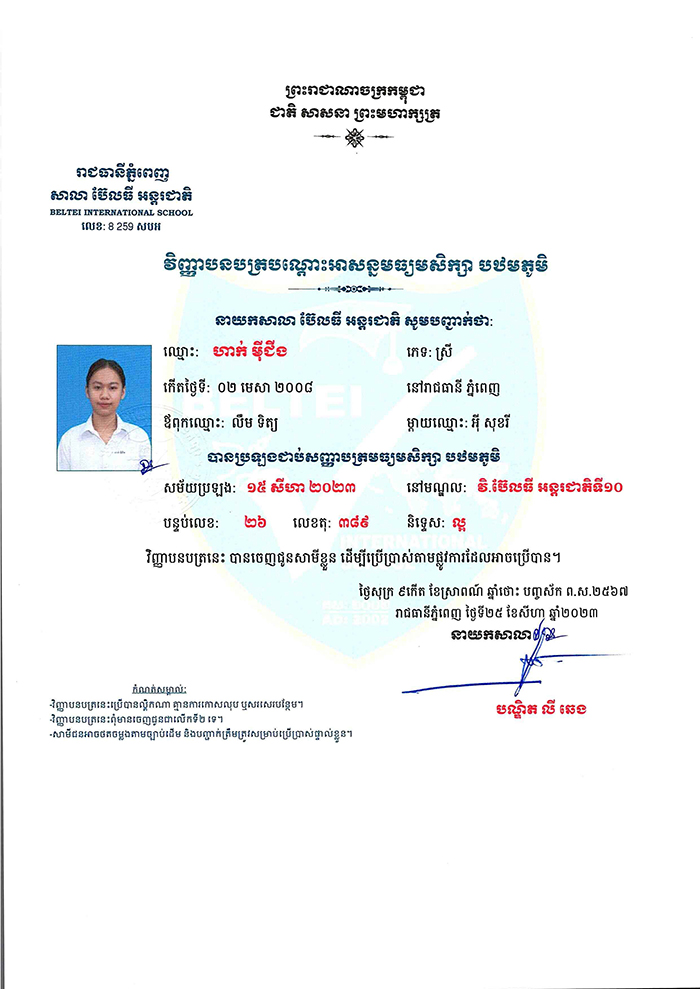 ព្រះរាជាណាចក្រកម្ពុជា
ជាតិ សាសនា ព្រះមហាក្សត្រ
រាជធានីភ្នំពេញ
សាលា ប៊ែលធី អន្តរជាតិ
BELTEI INTERNATIONAL SCHOOL
លេខ: 8 259 សបអ
វិញ្ញាបនបត្របណ្តោះអាសន្នមធ្យមសិក្សា បឋមភូមិ
នាយកសាលា ប៊ែលធី អន្តរជាតិ សូមបញ្ជាក់ថា:
ឈ្មោះ: ហាក់ ម៉ីជីង ភេទ: ស្រី
កើតថ្ងៃទី: ០២ មេសា ២០០៨ នៅរាជធានី ភ្នំពេញ
ឪពុកឈ្មោះ: លឹម ទិត្យ ម្តាយឈ្មោះ: អ៊ី សុខរី
បានប្រឡងជាប់សញ្ញាបត្រមធ្យមសិក្សា បឋមភូមិ
សម័យប្រឡង: ១៥ សីហា ២០២៣ នៅមណ្ឌល: វិ.ប៊ែលធី អន្តរជាតិទី១០
បន្ទប់លេខ: ២៦ លេខតុ: ៣៨៩ និទ្ទេស: ល្អ
វិញ្ញាបនបត្រនេះ បានចេញជូនសាមីខ្លួន ដើម្បីប្រើប្រាស់តាមផ្លូវការដែលអាចប្រើបាន។
ថ្ងៃសុក្រ ៩កើត ខែស្រាពណ៍ ឆ្នាំថោះ បញ្ចស័ក ព.ស.២៥៦៧
រាជធានីភ្នំពេញ ថ្ងៃទី២៥ ខែសីហា ឆ្នាំ២០២៣
នាយកសាលា
បណ្ឌិត លី ឆេង
កំណត់សម្គាល់:
-វិញ្ញាបនបត្រនេះប្រើបានល្គឹកណា គ្មានការកោសលុប ឬសរសេរបន្ថែម។
-វិញ្ញាបនបត្រនេះពុំមានចេញជូនជាលើកទី២ ទេ។
-សាមីជនអាចថតចម្លងតាមច្បាប់ដើម និងបញ្ជាក់ត្រឹមត្រូវសម្រាប់ប្រើប្រាស់ផ្ទាល់ខ្លួន។
BELTEI
INTERNATIONAL